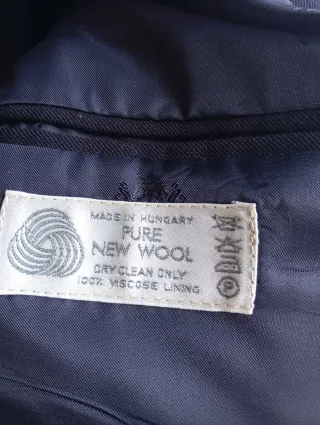 MADE IN HUNGARY
PURE
NEW WOOL
DRY CLEAN ONLY
100% VISCOSE LINING
P